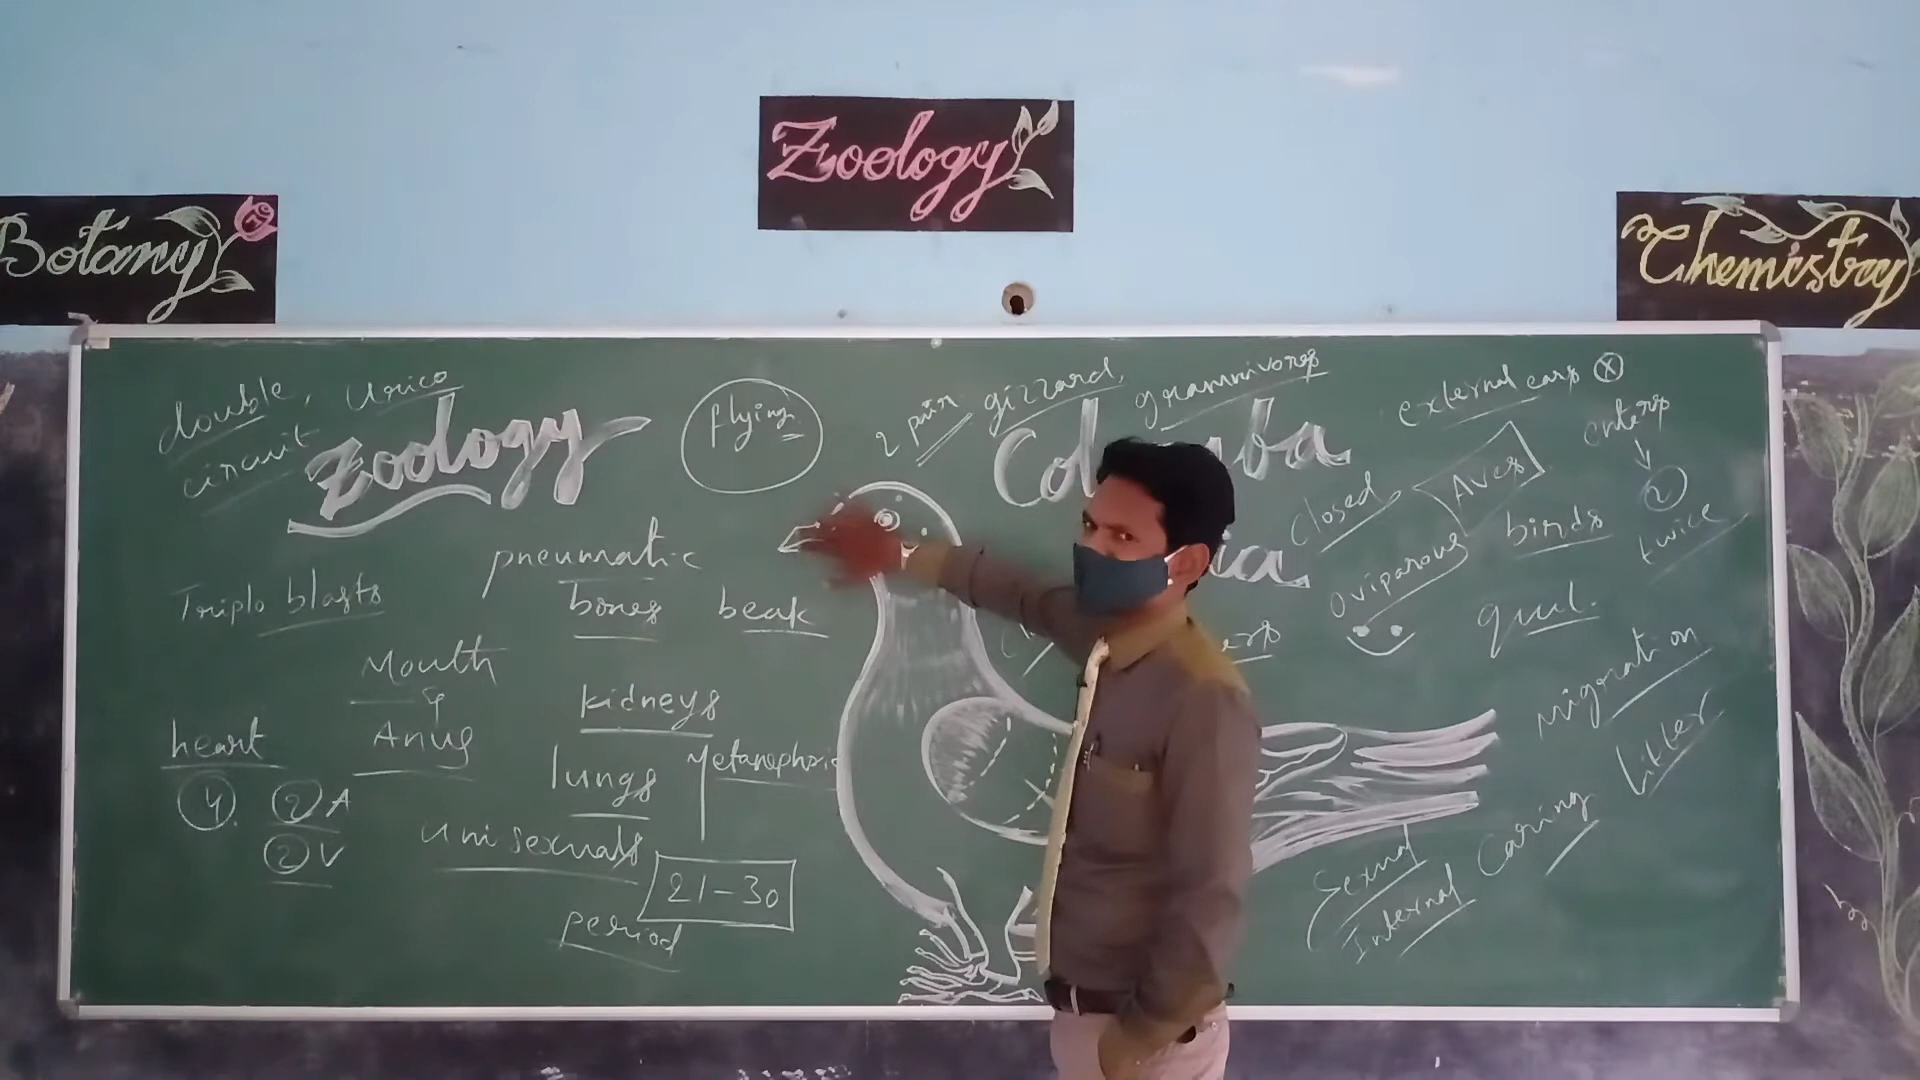 Zoology
Botany
Chemistry
double, Urico
circuit
Zoology
flying
2 pair gizzard,
grannivores
external ears X
Aves
Closed
2
twice
birds
Oviparous
pneumatic
bones
beak
Triplo blasts
Mouth
&
Anus
kidneys
lungs
Metanephric
heart
4. 2 A
2 V
unisexuals
21-30
period
migration
Litter
Caring
Sexual
Internal